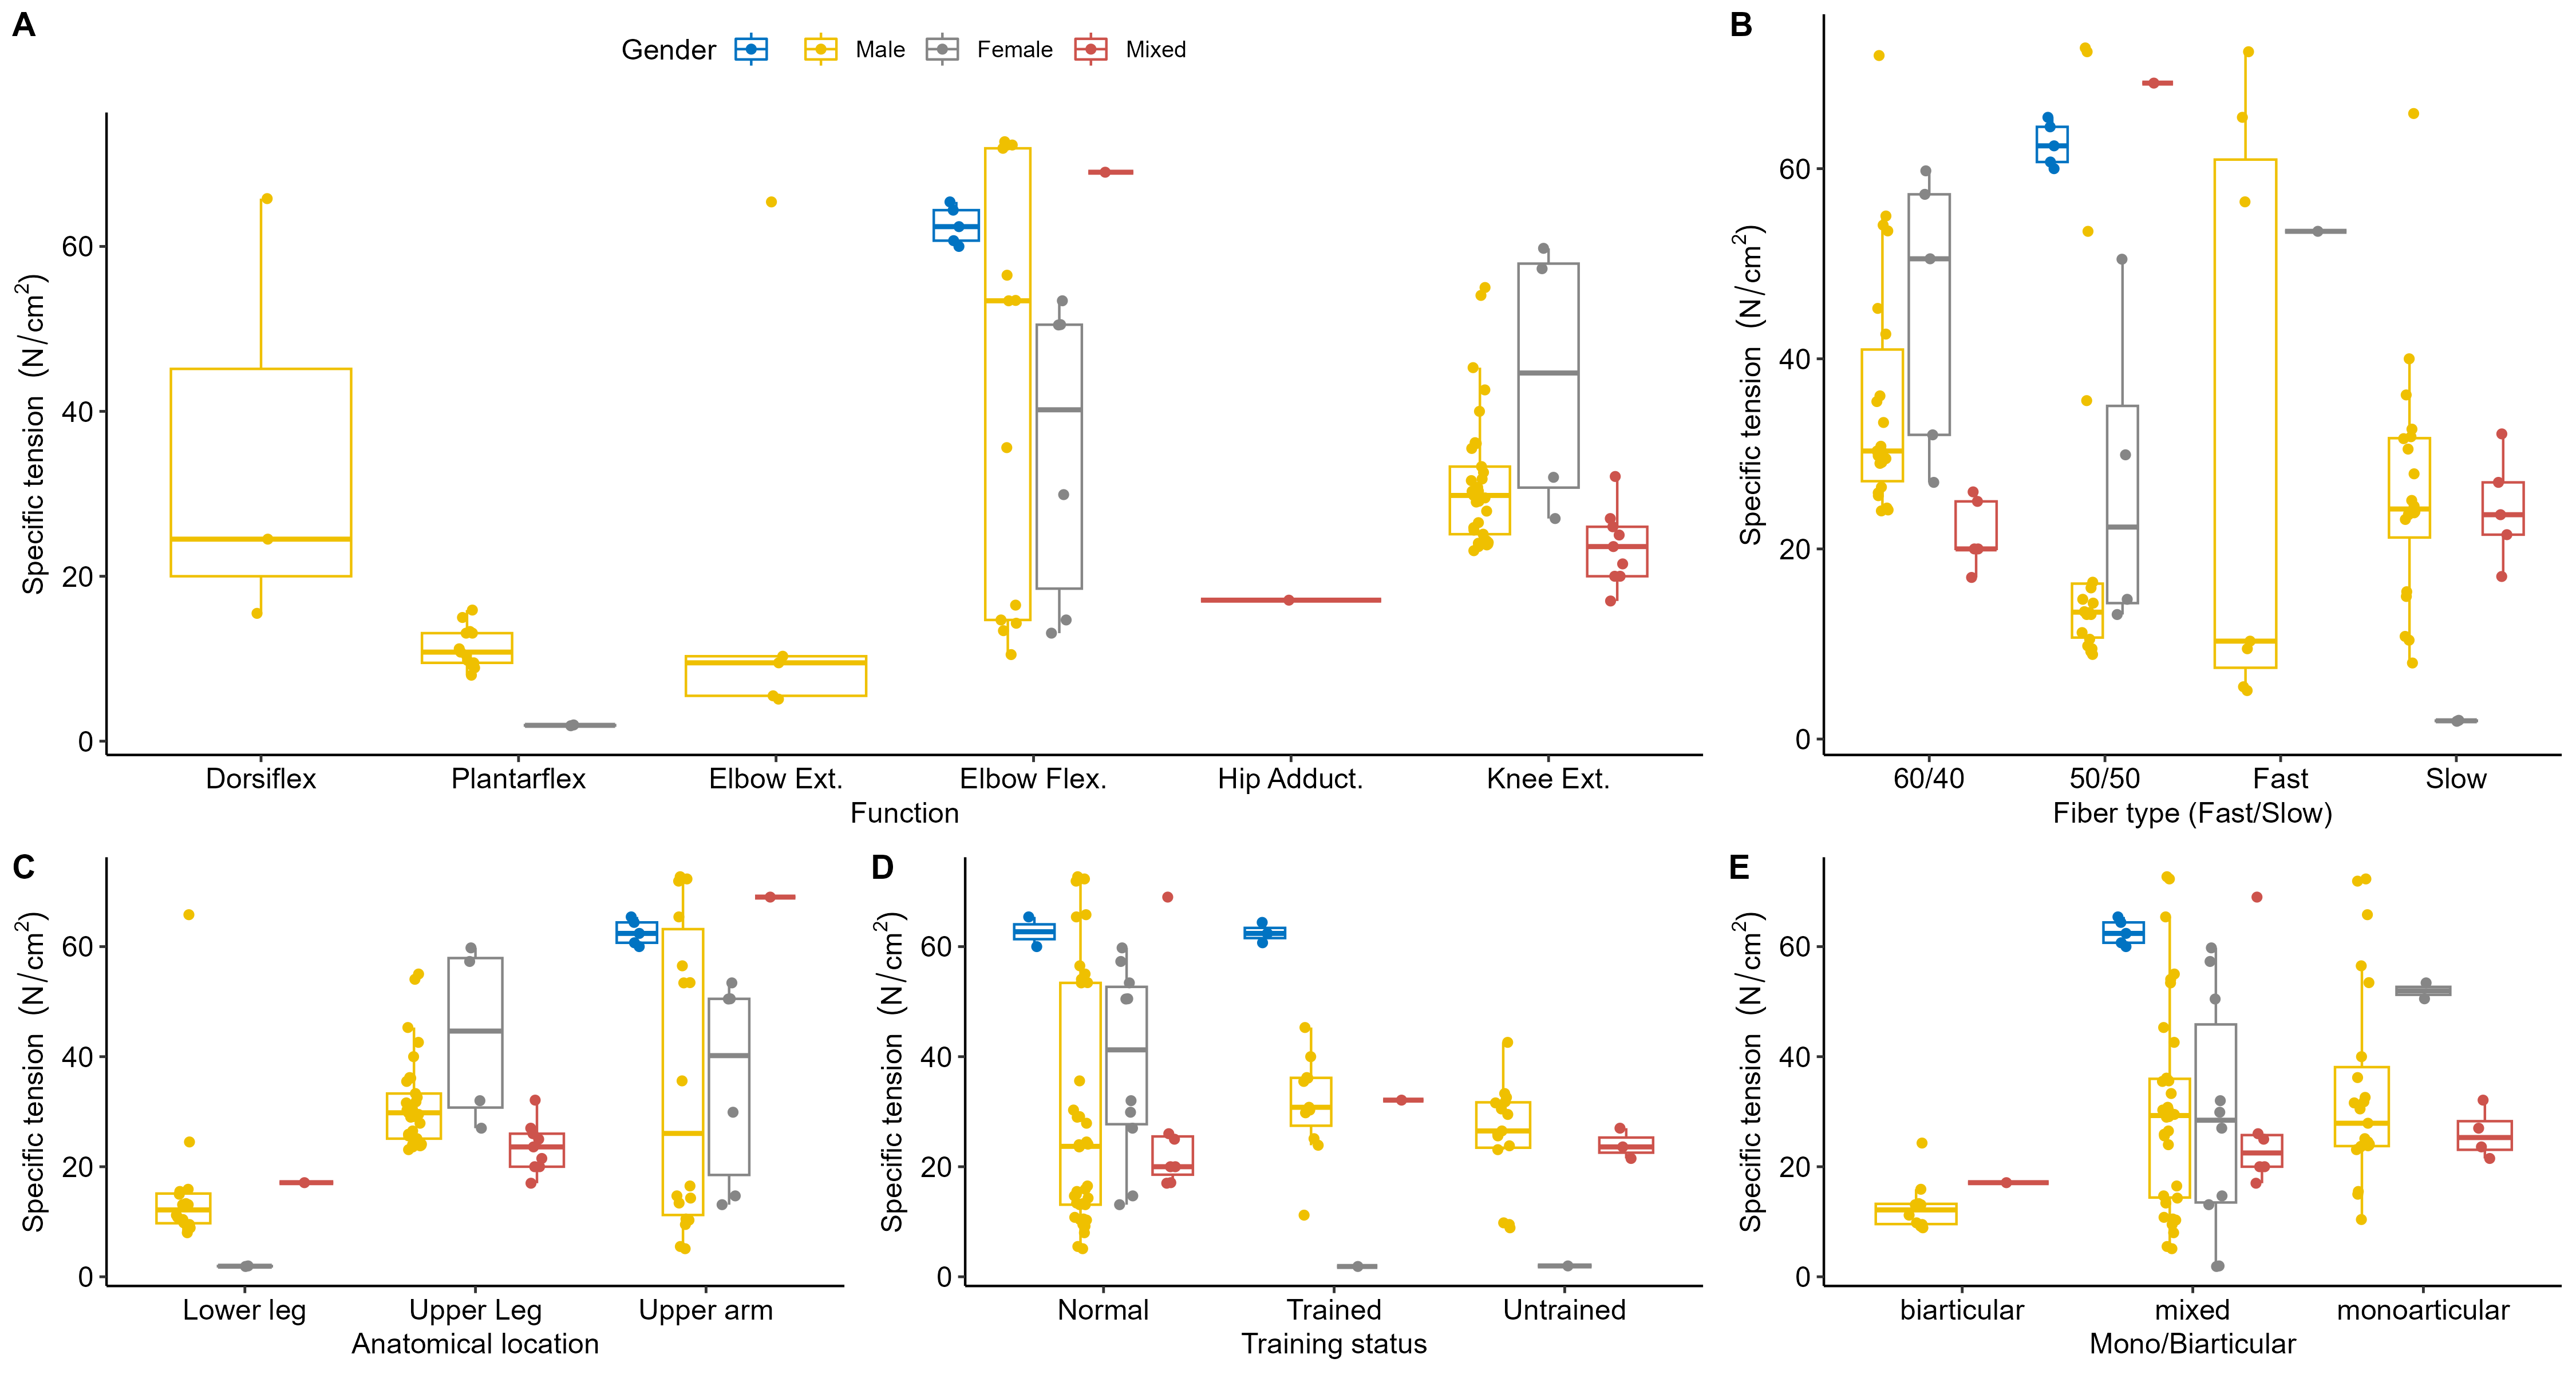 A
Gender Male Female Mixed
Specific tension (N/cm²)
60
40
20
0
Dorsiflex Plantarflex Elbow Ext. Elbow Flex. Hip Adduct. Knee Ext.
Function
B
Specific tension (N/cm²)
60
40
20
0
60/40 50/50 Fast Slow
Fiber type (Fast/Slow)
C
Specific tension (N/cm²)
60
40
20
0
Lower leg Upper Leg Upper arm
Anatomical location
D
Specific tension (N/cm²)
60
40
20
0
Normal Trained Untrained
Training status
E
Specific tension (N/cm²)
60
40
20
0
biarticular mixed monoarticular
Mono/Biarticular